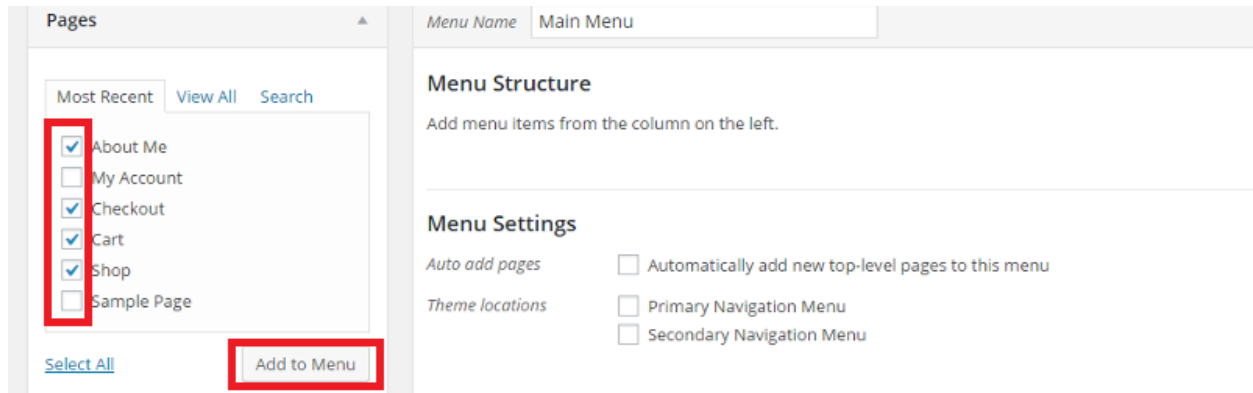 Pages
Most Recent View All Search
About Me
My Account
Checkout
Cart
Shop
Sample Page
Select All Add to Menu
Menu Name Main Menu
Menu Structure
Add menu items from the column on the left.
Menu Settings
Auto add pages Automatically add new top-level pages to this menu
Theme locations Primary Navigation Menu
Secondary Navigation Menu